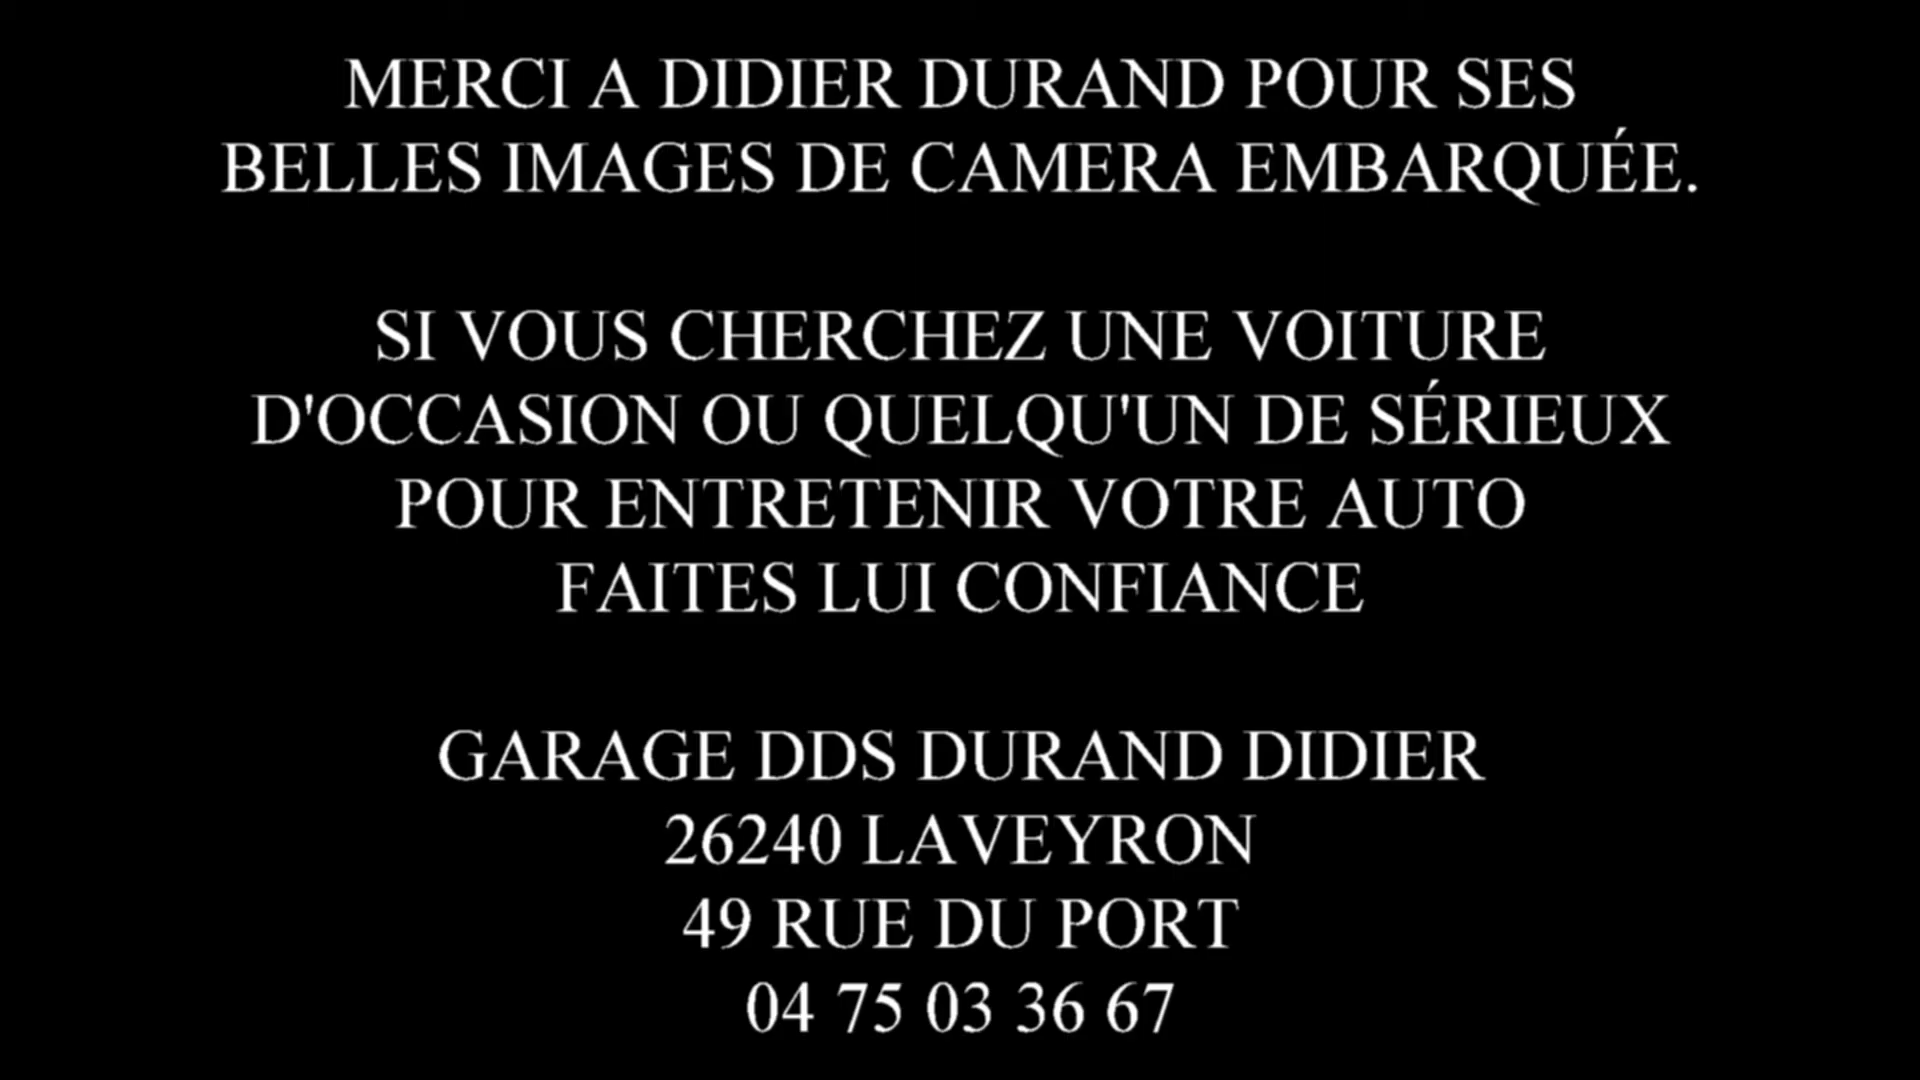 MERCI A DIDIER DURAND POUR SES
BELLES IMAGES DE CAMERA EMBARQUÉE.
SI VOUS CHERCHEZ UNE VOITURE
D'OCCASION OU QUELQU'UN DE SÉRIEUX
POUR ENTRETENIR VOTRE AUTO
FAITES LUI CONFIANCE
GARAGE DDS DURAND DIDIER
26240 LAVEYRON
49 RUE DU PORT
04 75 03 36 67